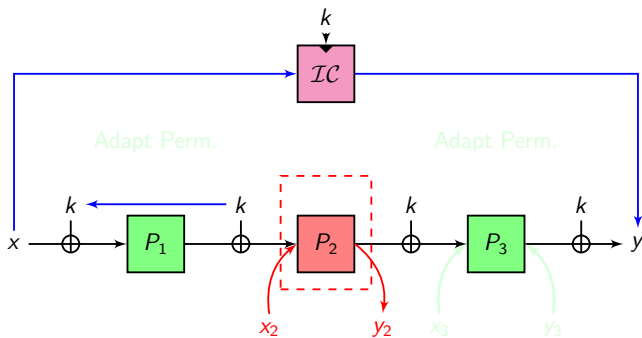 k
IC
Adapt Perm. Adapt Perm.
k k k k
x P₁ P₂ P₃ y
x₂ y₂ x₃ y₃